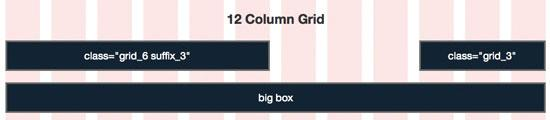 12 Column Grid
class="grid_6 suffix_3"
class="grid_3"
big box